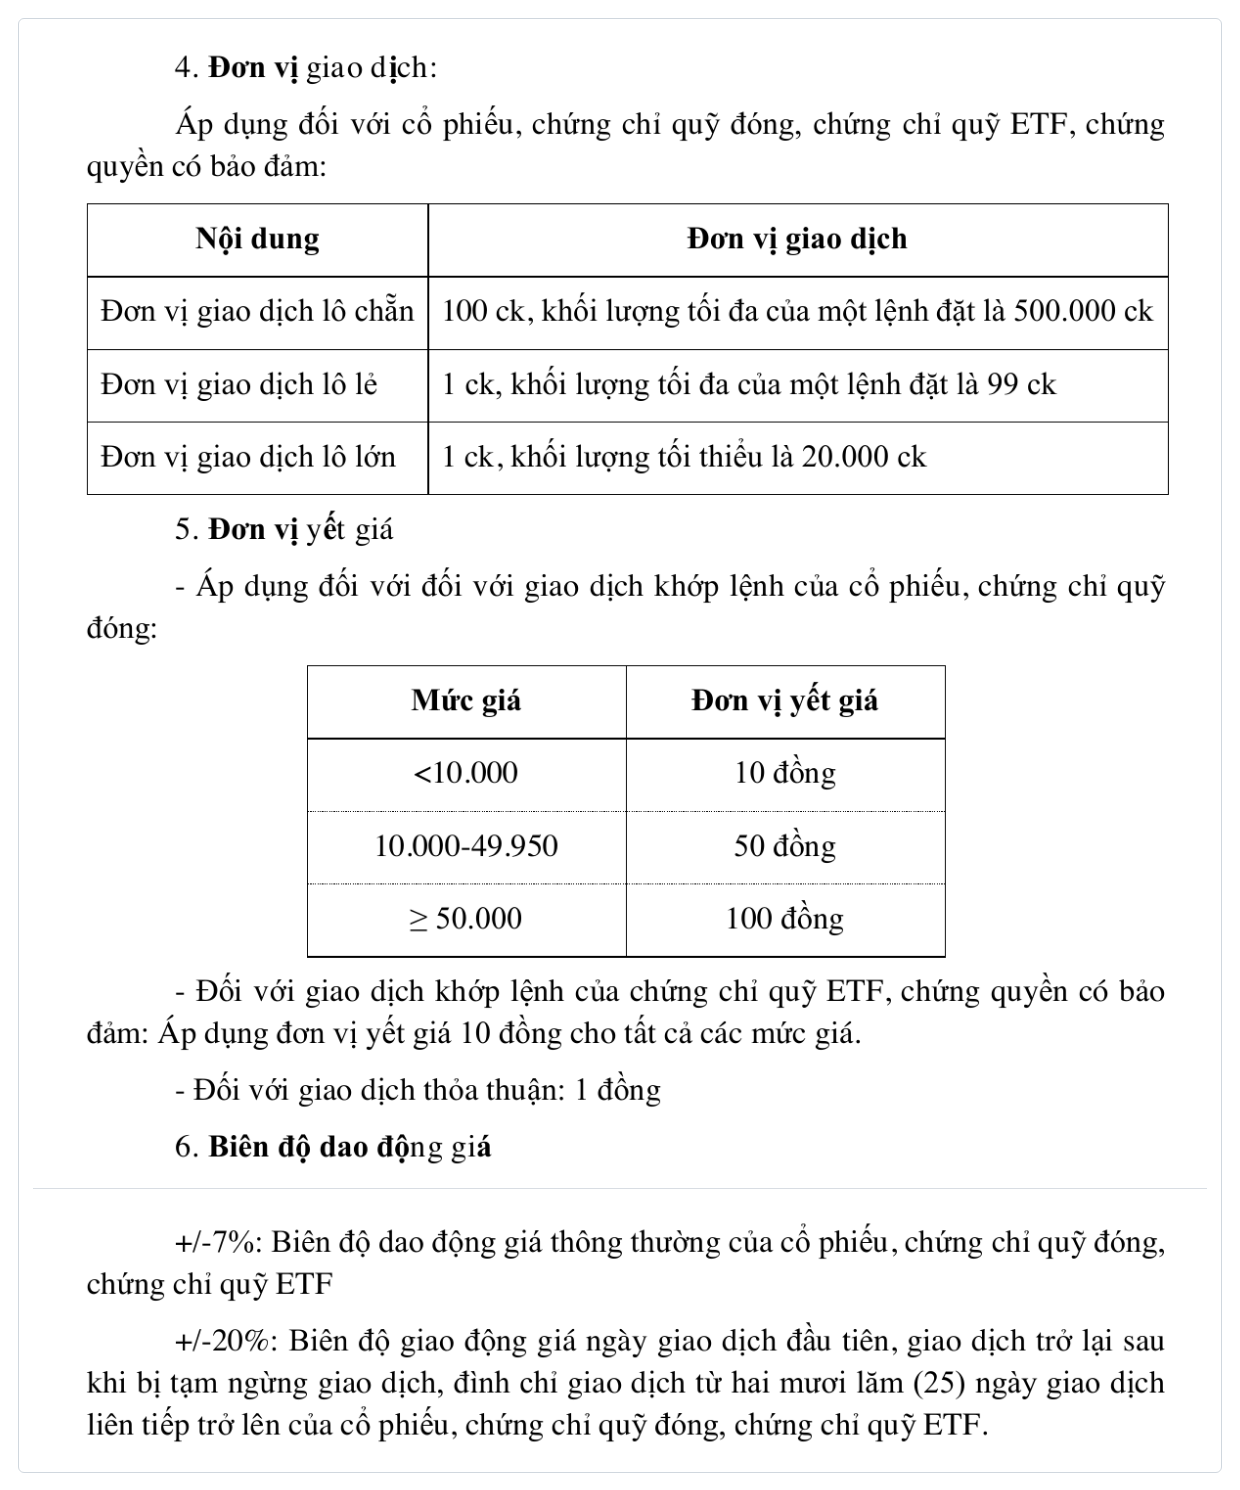 4. Đơn vị giao dịch:
Áp dụng đối với cổ phiếu, chứng chỉ quỹ đóng, chứng chỉ quỹ ETF, chứng
quyền có bảo đảm:
Nội dung
Đơn vị giao dịch
Đơn vị giao dịch lô chẵn
100 ck, khối lượng tối đa của một lệnh đặt là 500.000 ck
Đơn vị giao dịch lô lẻ
1 ck, khối lượng tối đa của một lệnh đặt là 99 ck
Đơn vị giao dịch lô lớn
1 ck, khối lượng tối thiểu là 20.000 ck
5. Đơn vị yết giá
- Áp dụng đối với đối với giao dịch khớp lệnh của cổ phiếu, chứng chỉ quỹ
đóng:
Mức giá
Đơn vị yết giá
<10.000
10 đồng
10.000-49.950
50 đồng
≥ 50.000
100 đồng
- Đối với giao dịch khớp lệnh của chứng chỉ quỹ ETF, chứng quyền có bảo
đảm: Áp dụng đơn vị yết giá 10 đồng cho tất cả các mức giá.
- Đối với giao dịch thỏa thuận: 1 đồng
6. Biên độ dao động giá
+/-7%: Biên độ dao động giá thông thường của cổ phiếu, chứng chỉ quỹ đóng,
chứng chỉ quỹ ETF
+/-20%: Biên độ giao động giá ngày giao dịch đầu tiên, giao dịch trở lại sau
khi bị tạm ngừng giao dịch, đình chỉ giao dịch từ hai mươi lăm (25) ngày giao dịch
liên tiếp trở lên của cổ phiếu, chứng chỉ quỹ đóng, chứng chỉ quỹ ETF.